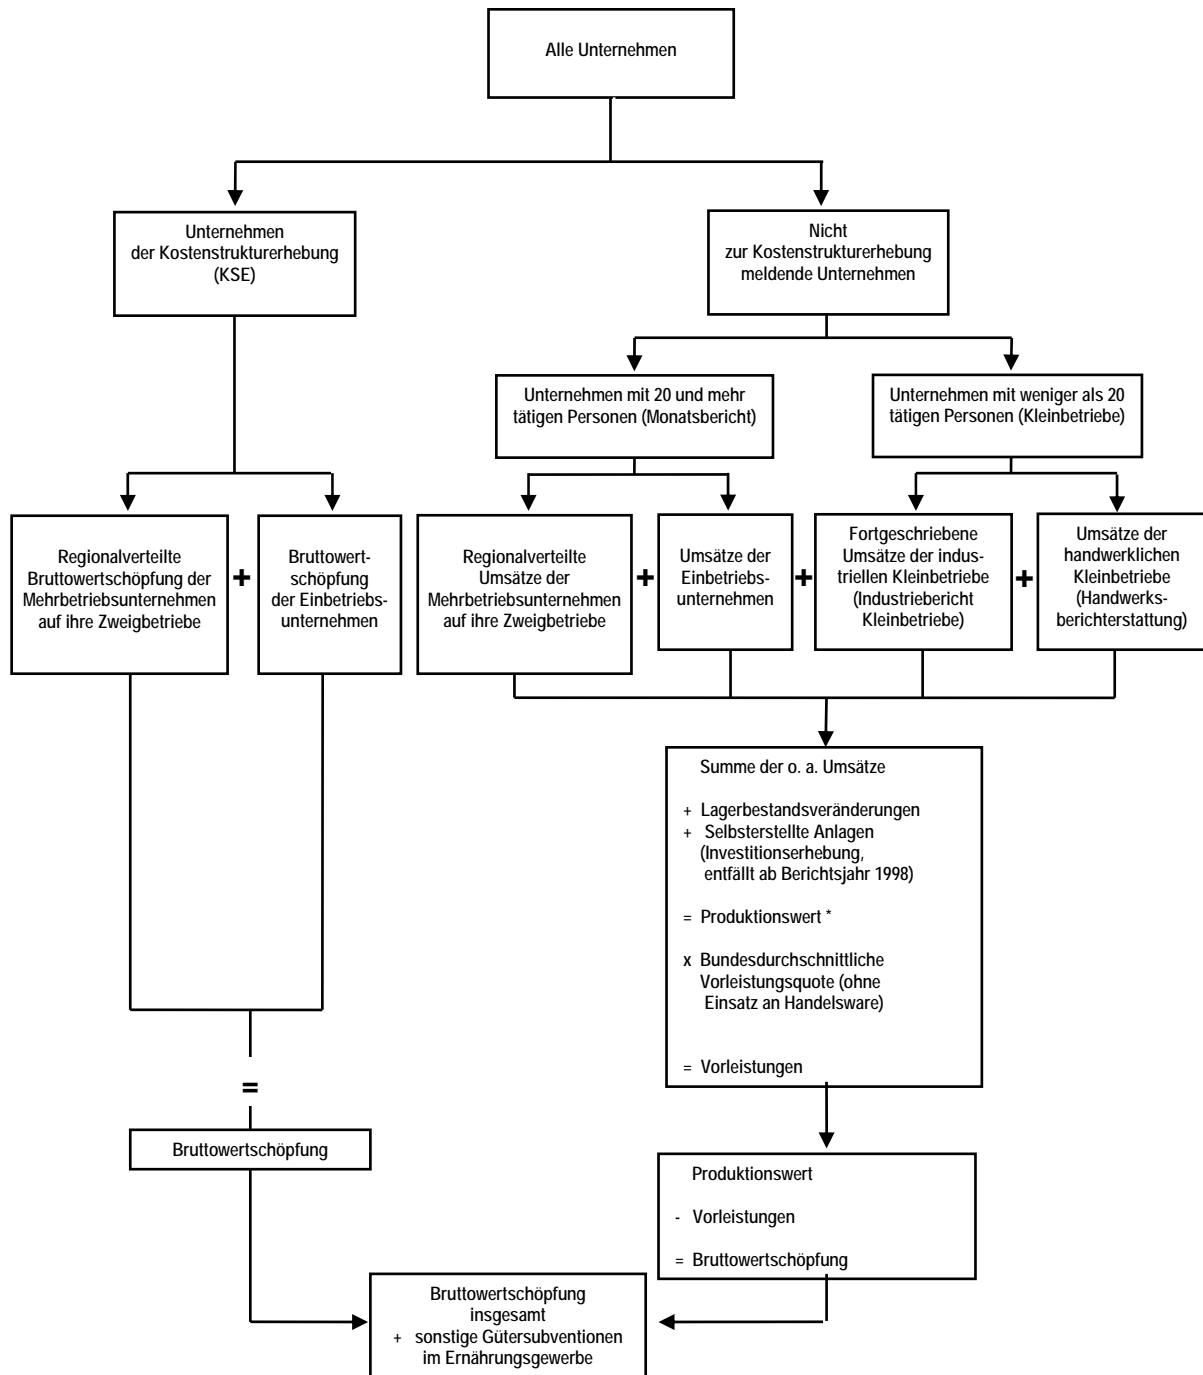 Alle Unternehmen
Unternehmen
der Kostenstrukturerhebung
(KSE)
Nicht
zur Kostenstrukturerhebung
meldende Unternehmen
Unternehmen mit 20 und mehr
tätigen Personen (Monatsbericht)
Unternehmen mit weniger als 20
tätigen Personen (Kleinbetriebe)
Regionalverteilte
Bruttowertschöpfung der
Mehrbetriebsunternehmen
auf ihre Zweigbetriebe
+
Bruttowert-
schöpfung
der Einbetriebs-
unternehmen
Regionalverteilte
Umsätze der
Mehrbetriebsunternehmen
auf ihre Zweigbetriebe
+
Umsätze der
Einbetriebs-
unternehmen
+
Fortgeschriebene
Umsätze der indus-
triellen Kleinbetriebe
(Industriebericht
Kleinbetriebe)
+
Umsätze der
handwerklichen
Kleinbetriebe
(Handwerks-
berichterstattung)
Summe der o. a. Umsätze
+ Lagerbestandsveränderungen
+ Selbsterstellte Anlagen
(Investitionserhebung,
entfällt ab Berichtsjahr 1998)
= Produktionswert *
x Bundesdurchschnittliche
Vorleistungsquote (ohne
Einsatz an Handelsware)
= Vorleistungen
=
Bruttowertschöpfung
Produktionswert
- Vorleistungen
= Bruttowertschöpfung
Bruttowertschöpfung
insgesamt
+ sonstige Gütersubventionen
im Ernährungsgewerbe